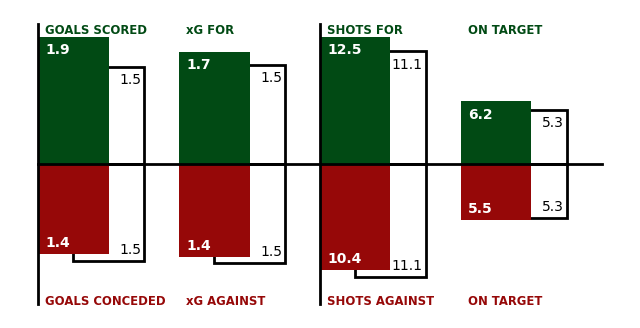 GOALS SCORED xG FOR SHOTS FOR ON TARGET
1.9 1.5 1.7 1.5 12.5 11.1 6.2 5.3
1.4 1.5 1.4 1.5 10.4 11.1 5.5 5.3
GOALS CONCEDED xG AGAINST SHOTS AGAINST ON TARGET